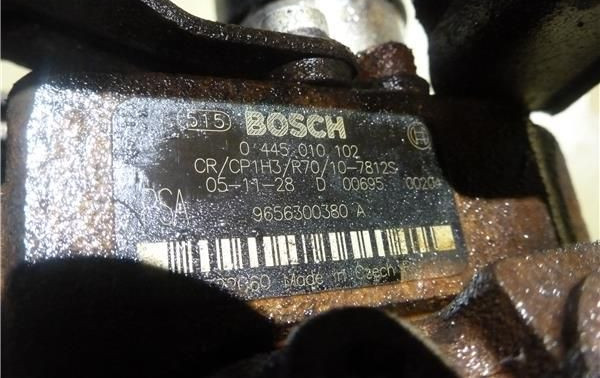 515 BOSCH
0 445 010 102
CR/CP1H3/R70/10-7812S
05-11-28 D 00695
PSA
9656300380 A
Made in Czech